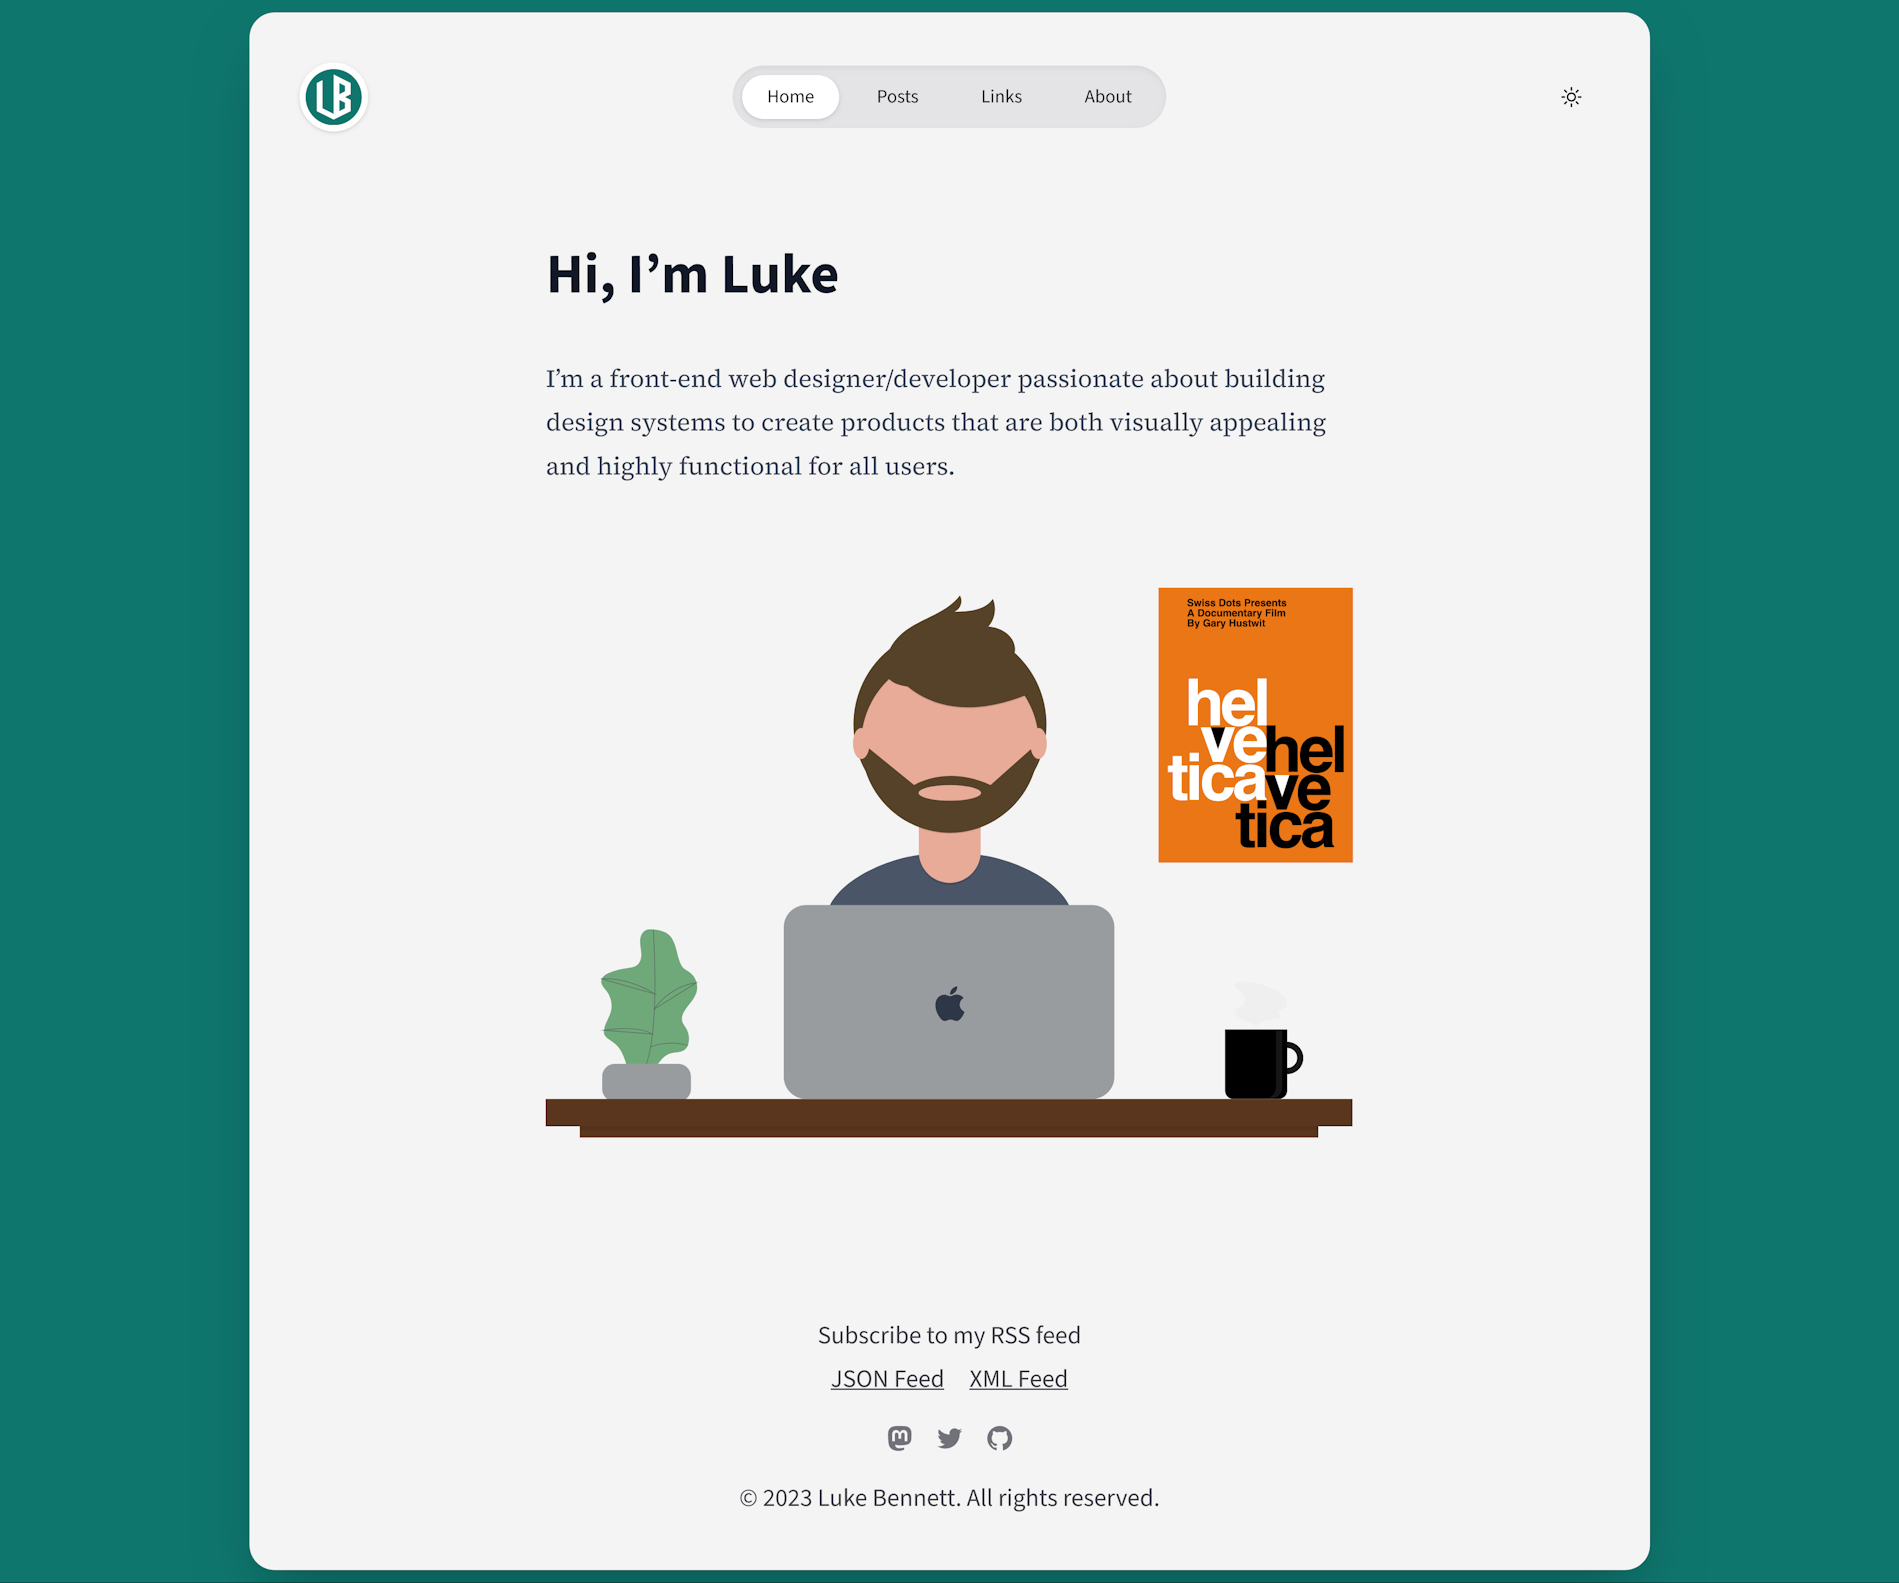 LB
Home Posts Links About
Hi, I’m Luke
I’m a front-end web designer/developer passionate about building
design systems to create products that are both visually appealing
and highly functional for all users.
Swiss Dots Presents
A Documentary Film
By Gary Hustwit
hel
ve
tica
hel
ve
tica
Subscribe to my RSS feed
JSON Feed XML Feed
© 2023 Luke Bennett. All rights reserved.